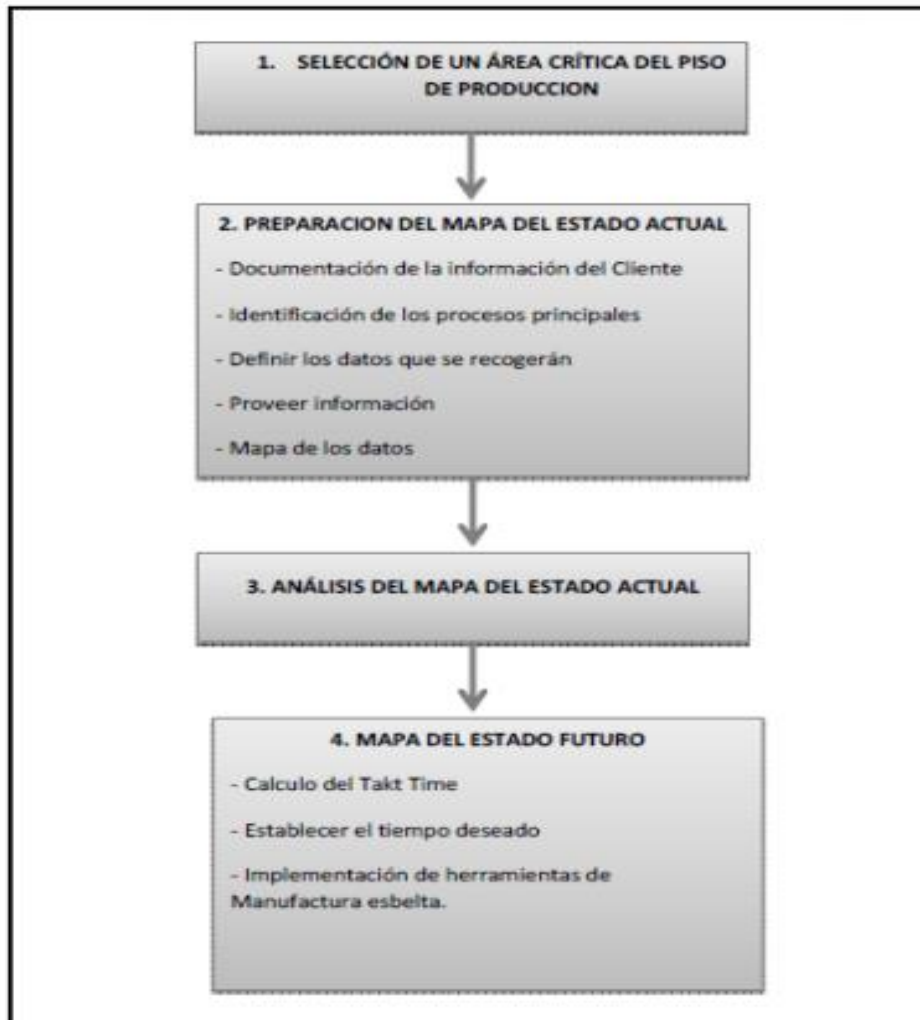 1. SELECCIÓN DE UN ÁREA CRÍTICA DEL PISO
DE PRODUCCION
2. PREPARACION DEL MAPA DEL ESTADO ACTUAL
- Documentación de la información del Cliente
- Identificación de los procesos principales
- Definir los datos que se recogerán
- Proveer información
- Mapa de los datos
3. ANÁLISIS DEL MAPA DEL ESTADO ACTUAL
4. MAPA DEL ESTADO FUTURO
- Calculo del Takt Time
- Establecer el tiempo deseado
- Implementación de herramientas de
Manufactura esbelta.